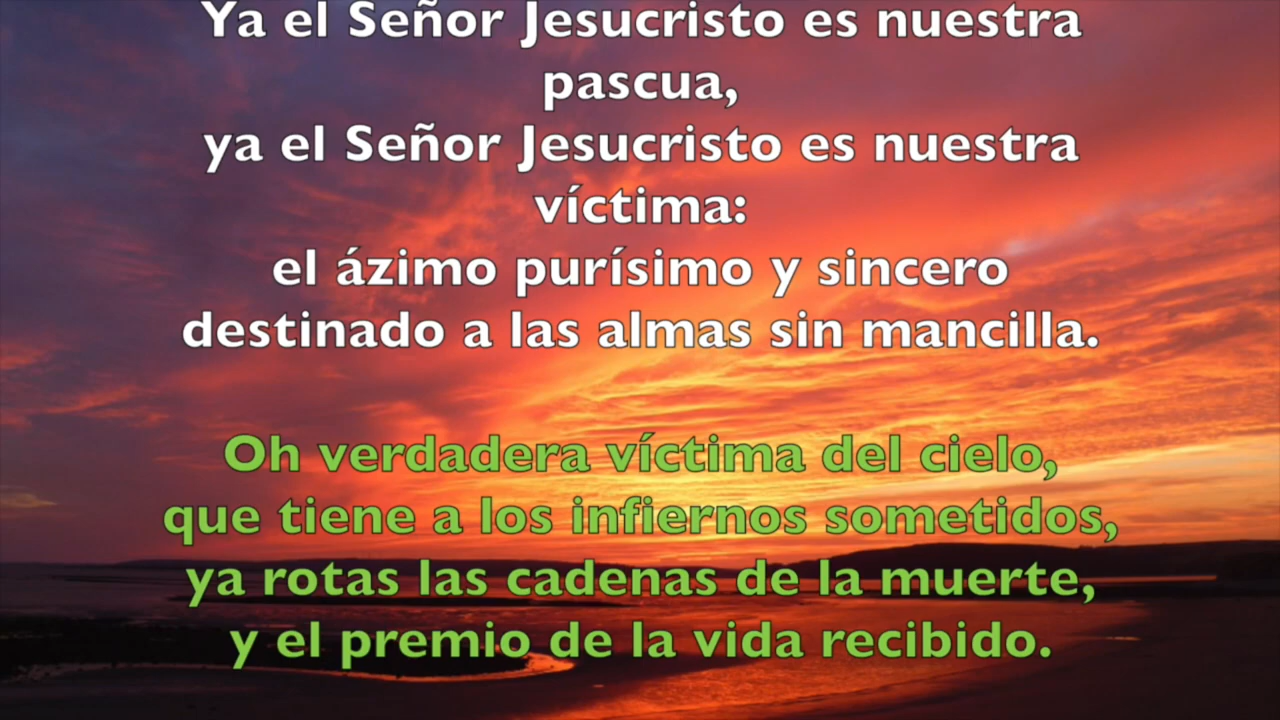 Ya el Señor Jesucristo es nuestra
pascua,
ya el Señor Jesucristo es nuestra
víctima:
el ázimo purísimo y sincero
destinado a las almas sin mancilla.
Oh verdadera víctima del cielo,
que tiene a los infiernos sometidos,
ya rotas las cadenas de la muerte,
y el premio de la vida recibido.